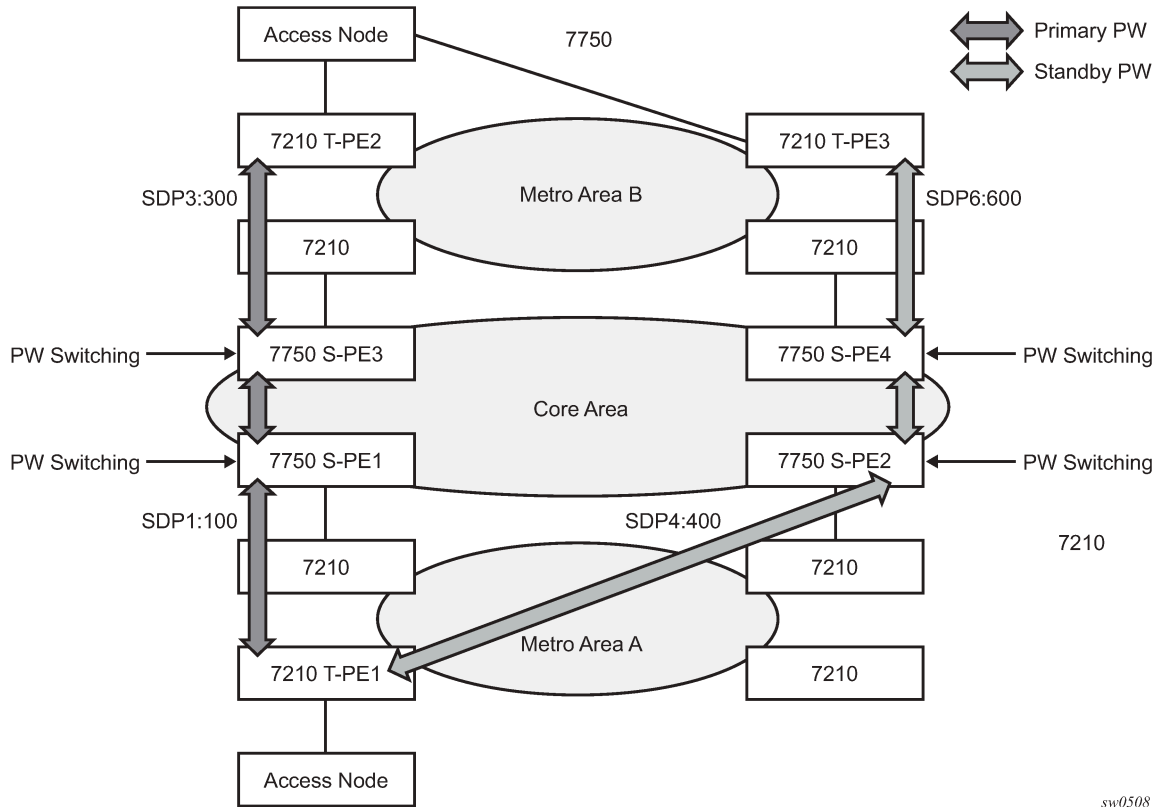 Access Node
7750
Primary PW
Standby PW
7210 T-PE2
7210 T-PE3
SDP3:300
Metro Area B
SDP6:600
7210
7210
PW Switching
7750 S-PE3
7750 S-PE4
PW Switching
Core Area
PW Switching
7750 S-PE1
7750 S-PE2
PW Switching
SDP1:100
SDP4:400
7210
7210
7210
Metro Area A
7210 T-PE1
7210
Access Node
sw0508